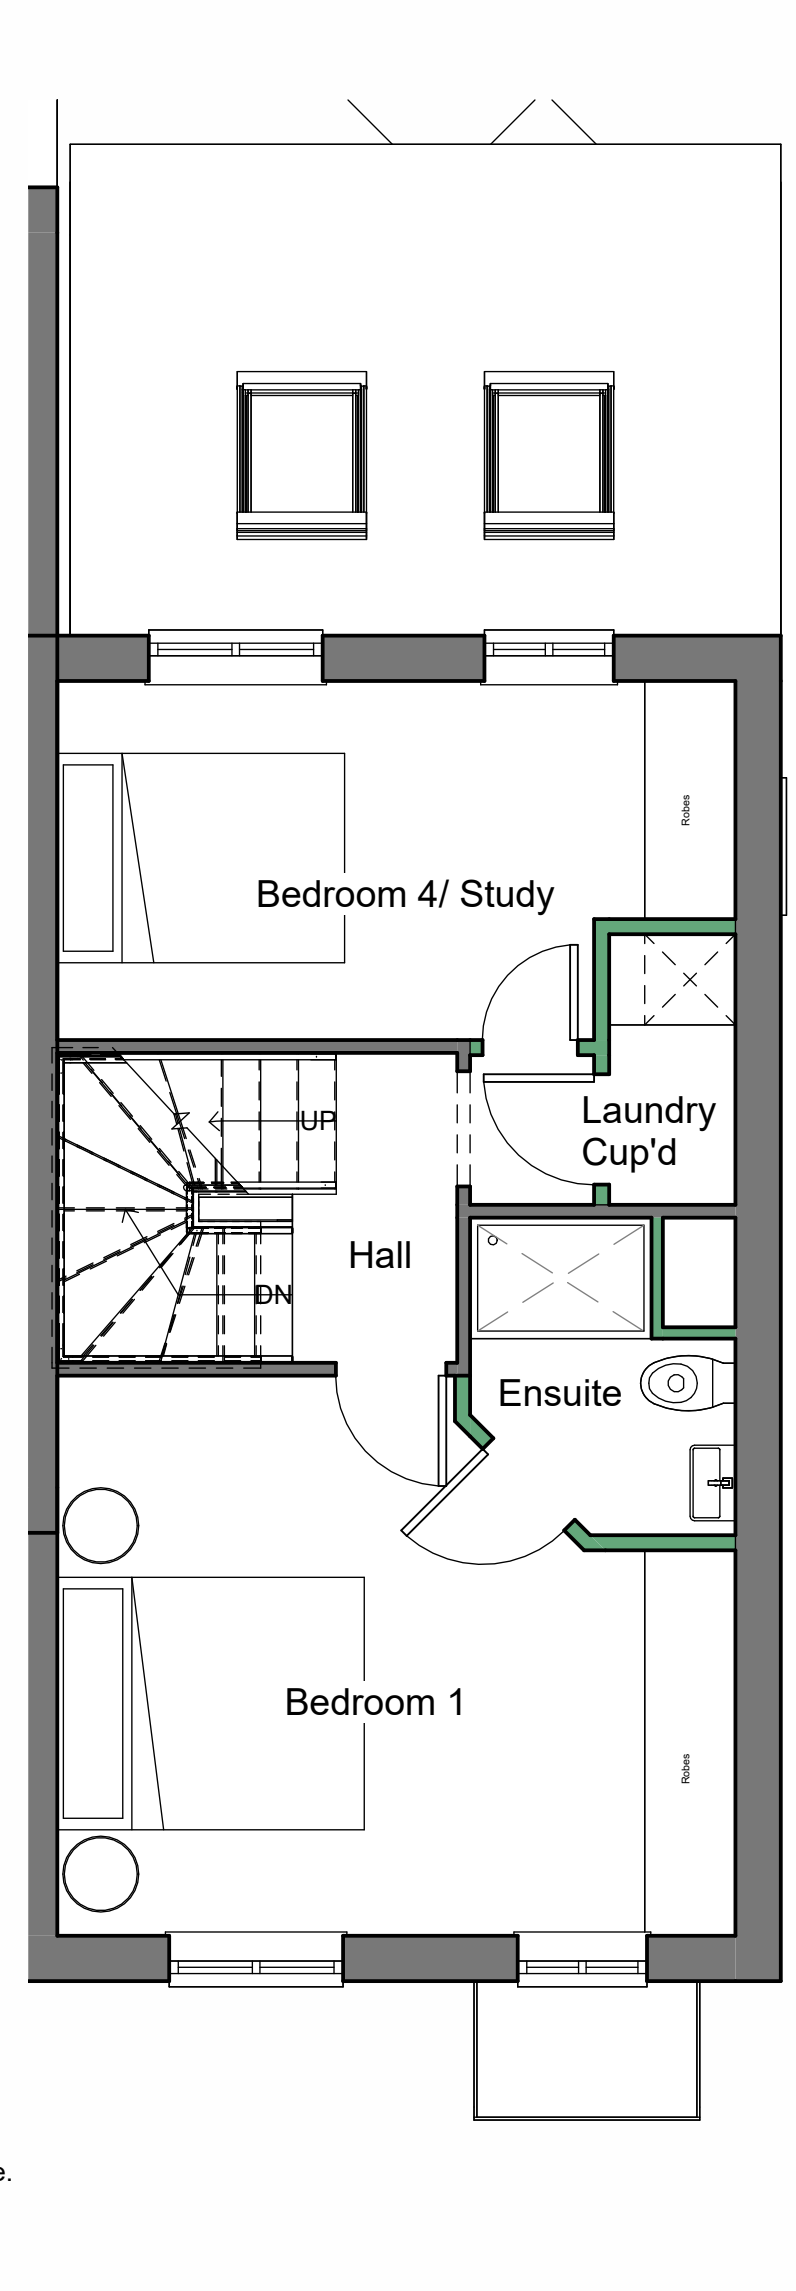 Robes
Bedroom 4/ Study
Laundry
Cup'd
UP
Hall
DN
Ensuite
Bedroom 1
Robes
e.